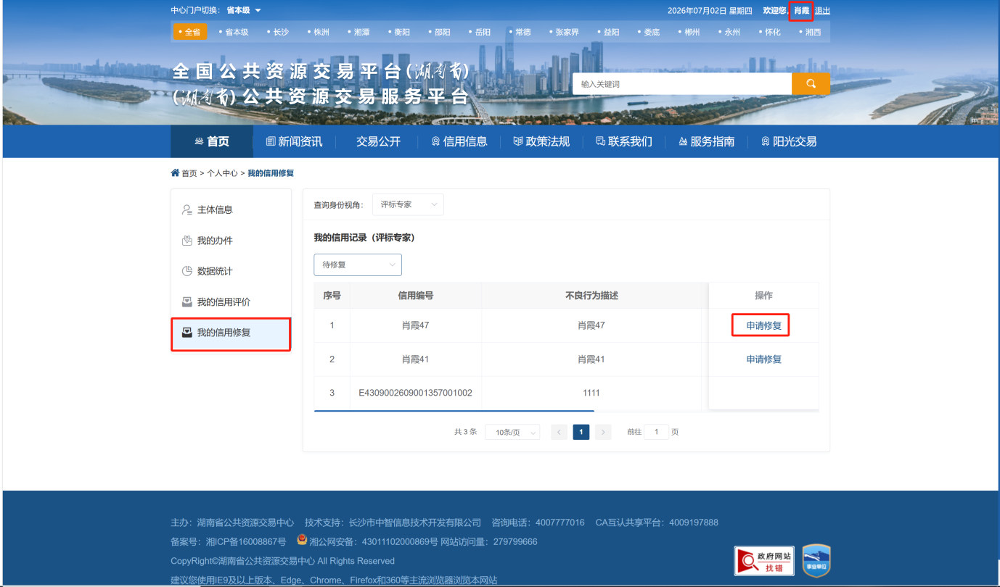 中心门户切换： 省本级
2026年07月02日 星期四 欢迎您, 肖霞 退出
• 全省 • 省本级 • 长沙 • 株洲 • 湘潭 • 衡阳 • 邵阳 • 岳阳 • 常德 • 张家界 • 益阳 • 娄底 • 郴州 • 永州 • 怀化 • 湘西
全国公共资源交易平台(湖南省)
(湖南省)公共资源交易服务平台
输入关键词
首页 新闻资讯 交易公开 信用信息 政策法规 联系我们 服务指南 阳光交易
首页 > 个人中心 > 我的信用修复
主体信息
我的办件
数据统计
我的信用评价
我的信用修复
查询身份视角： 评标专家
我的信用记录（评标专家）
待修复
序号 信用编号 不良行为描述 操作
1 肖霞47 肖霞47 申请修复
2 肖霞41 肖霞41 申请修复
3 E4309002609001357001002 1111
共 3 条 10条/页 < 1 > 前往 1 页
主办：湖南省公共资源交易中心 技术支持：长沙市中智信息技术开发有限公司 咨询电话：4007777016 CA互认共享平台：4009197888
备案号：湘ICP备16008867号 湘公网安备：43011102000869号 网站访问量：279799666
CopyRight©湖南省公共资源交易中心 All Rights Reserved
建议您使用IE9及以上版本、Edge、Chrome、Firefox和360等主流浏览器浏览本网站
政府网站
找错
事业单位